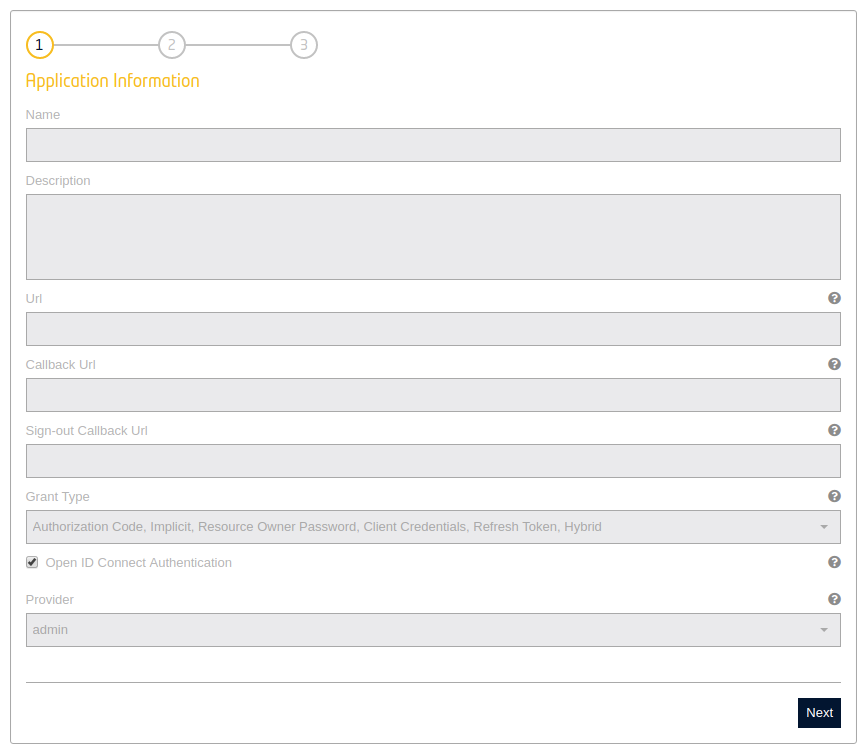 1 2 3
Application Information
Name
Description
Url ?
Callback Url ?
Sign-out Callback Url ?
Grant Type ?
Authorization Code, Implicit, Resource Owner Password, Client Credentials, Refresh Token, Hybrid
Open ID Connect Authentication ?
Provider ?
admin
Next